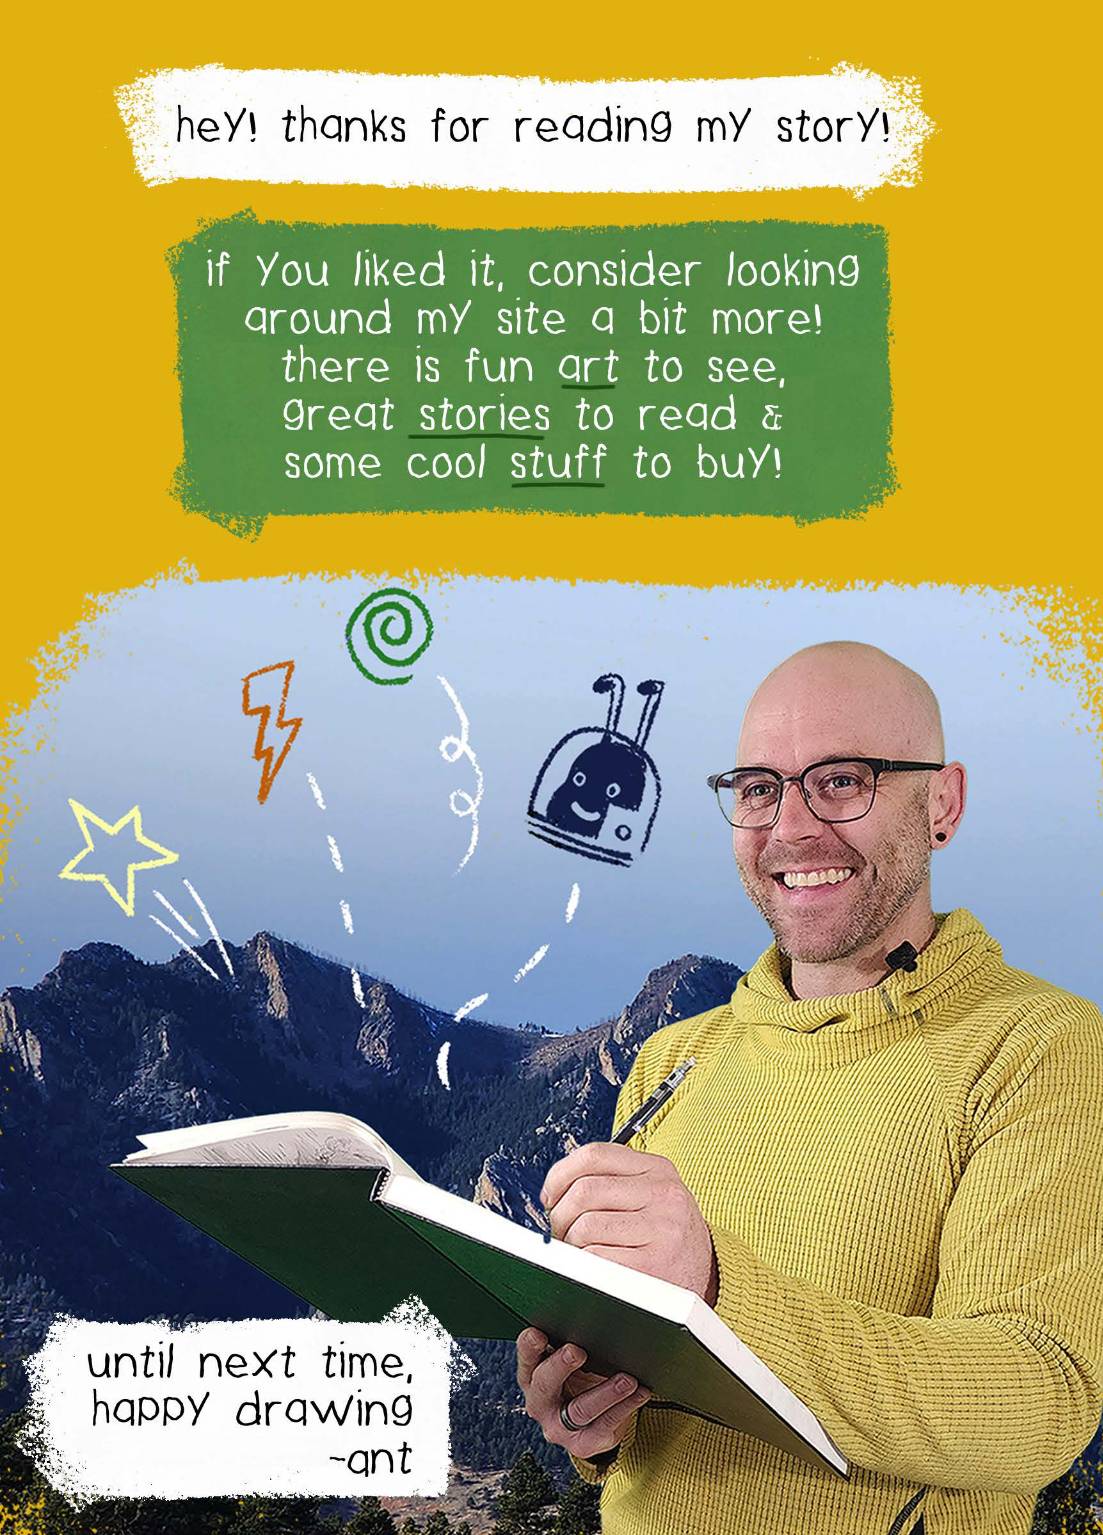 hey! thanks for reading my story!
if you liked it, consider looking
around my site a bit more!
there is fun art to see,
great stories to read &
some cool stuff to buy!
until next time,
happy drawing
~ant